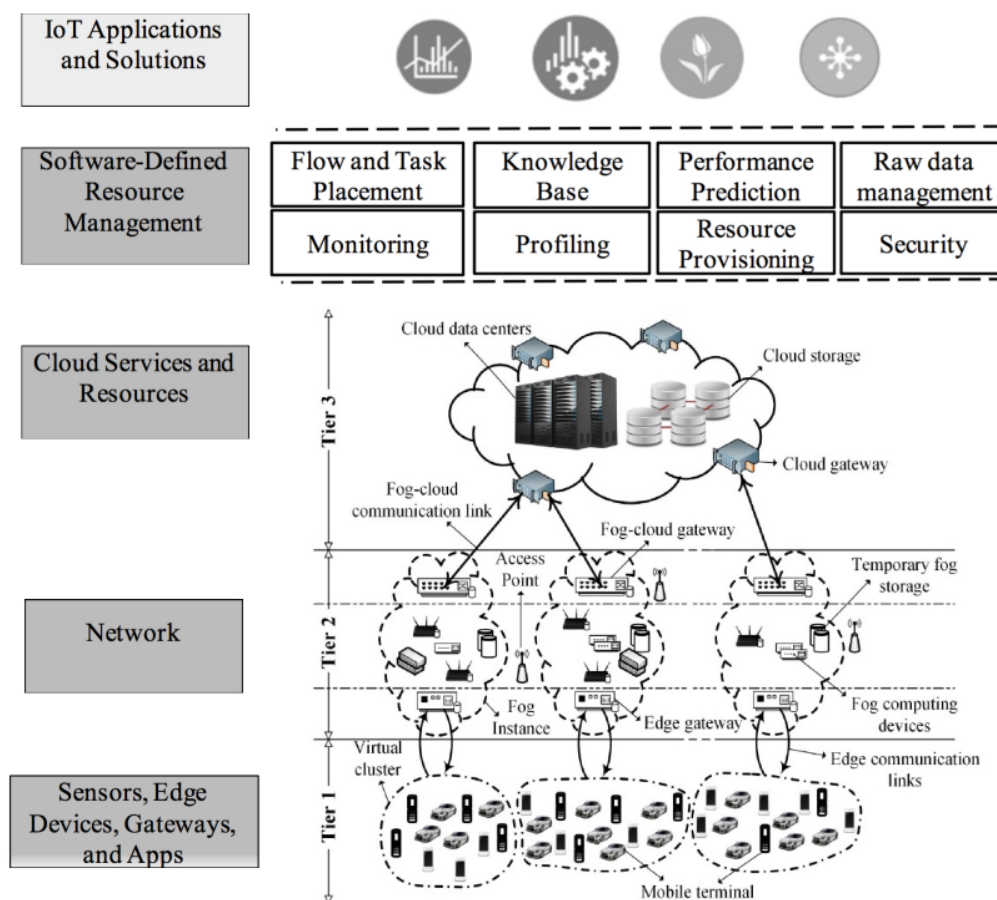 IoT Applications
and Solutions
Software-Defined
Resource
Management
Flow and Task
Placement
Knowledge
Base
Performance
Prediction
Raw data
management
Monitoring
Profiling
Resource
Provisioning
Security
Cloud Services and
Resources
Tier 3
Cloud data centers
Cloud storage
Cloud gateway
Fog-cloud
communication link
Fog-cloud gateway
Network
Tier 2
Access
Point
Temporary fog
storage
Fog
Instance
Edge gateway
Fog computing
devices
Sensors, Edge
Devices, Gateways,
and Apps
Tier 1
Virtual
cluster
Edge communication
links
Mobile terminal